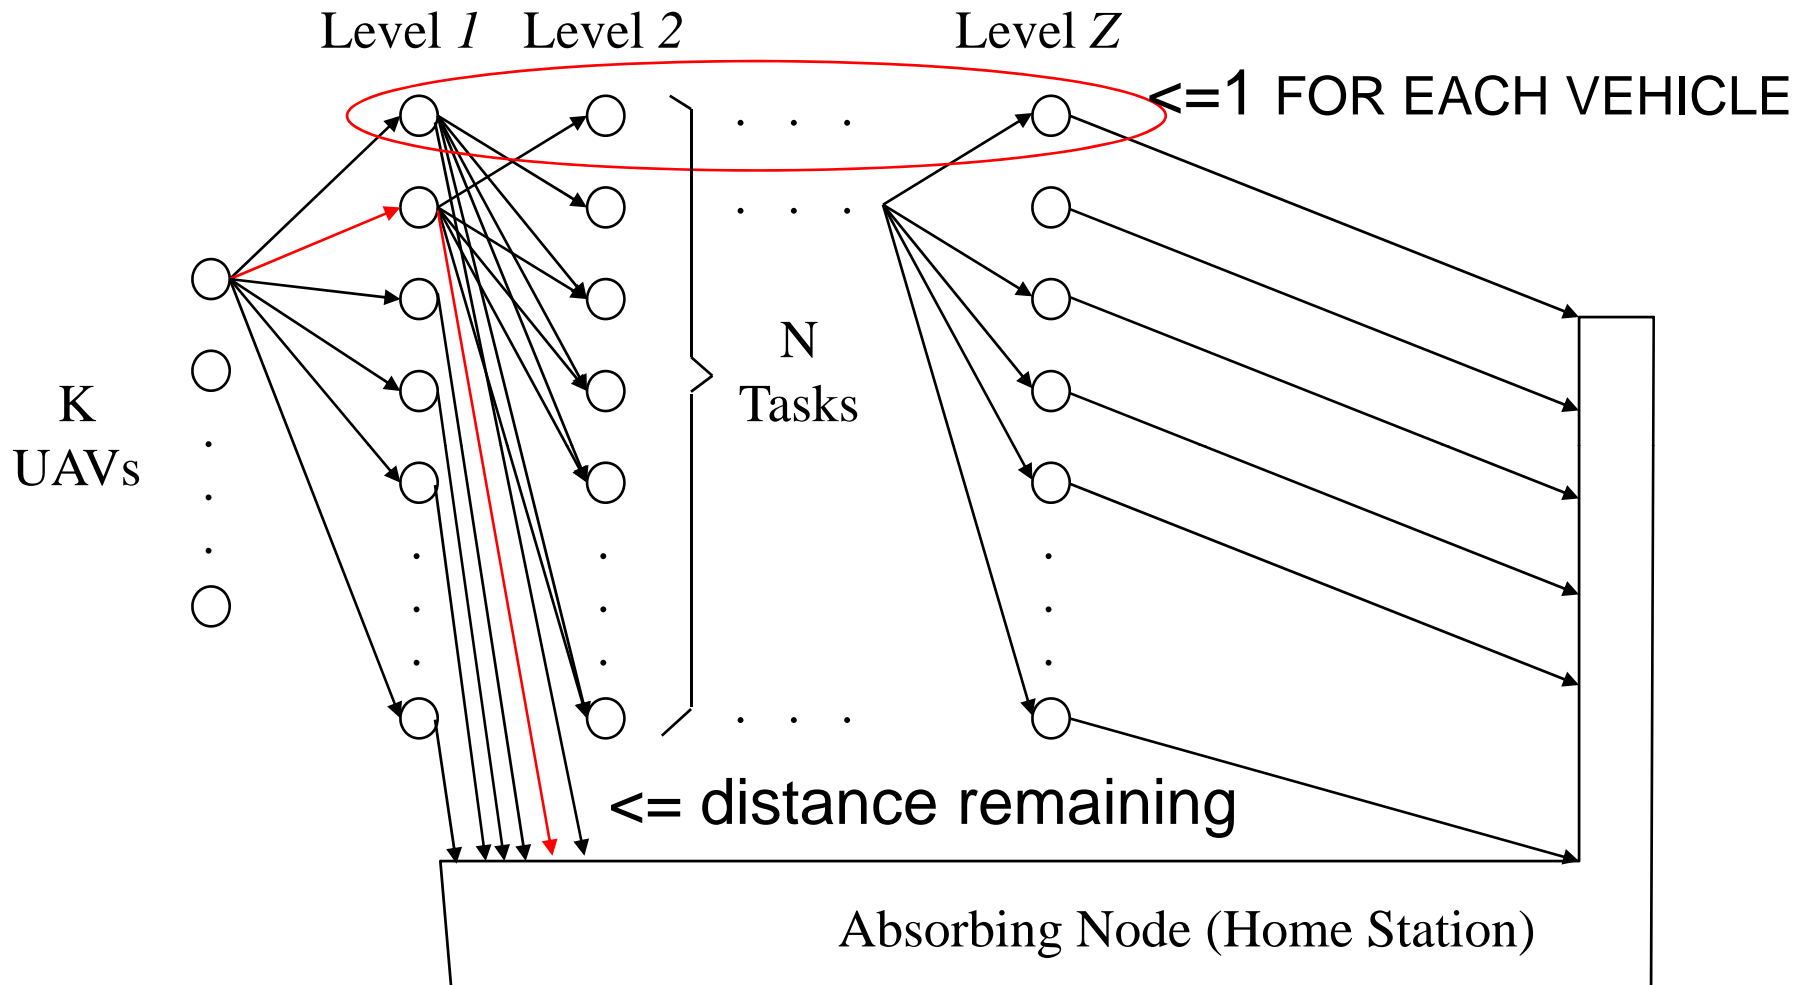 Level 1 Level 2 Level Z
<=1 FOR EACH VEHICLE
K
UAVs
N
Tasks
<= distance remaining
Absorbing Node (Home Station)